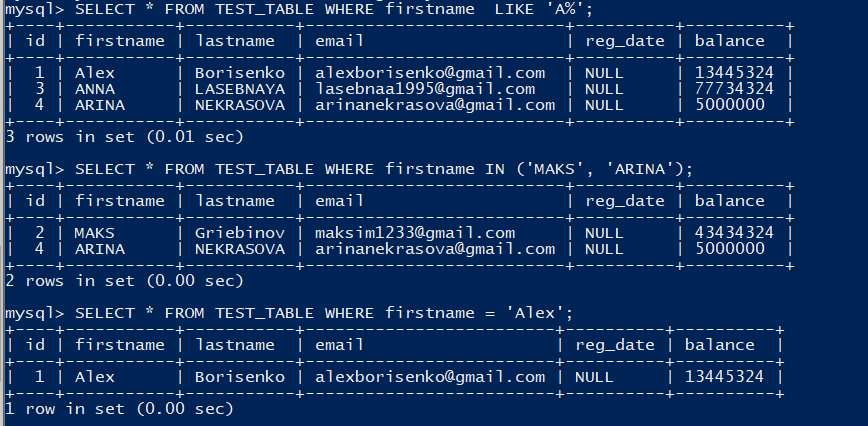 mysql> SELECT * FROM TEST_TABLE WHERE firstname  LIKE 'A%';
+----+-----------+-----------+--------------------------+----------+----------+
| id | firstname | lastname  | email                    | reg_date | balance  |
+----+-----------+-----------+--------------------------+----------+----------+
|  1 | Alex      | Borisenko | alexborisenko@gmail.com  | NULL     | 13445324 |
|  3 | ANNA      | LASEBNAYA | lasebnaa1995@gmail.com   | NULL     | 77734324 |
|  4 | ARINA     | NEKRASOVA | arinanekrasova@gmail.com | NULL     | 5000000  |
+----+-----------+-----------+--------------------------+----------+----------+
3 rows in set (0.01 sec)
mysql> SELECT * FROM TEST_TABLE WHERE firstname IN ('MAKS', 'ARINA');
+----+-----------+-----------+--------------------------+----------+----------+
| id | firstname | lastname  | email                    | reg_date | balance  |
+----+-----------+-----------+--------------------------+----------+----------+
|  2 | MAKS      | Griebinov | maksim1233@gmail.com     | NULL     | 43434324 |
|  4 | ARINA     | NEKRASOVA | arinanekrasova@gmail.com | NULL     | 5000000  |
+----+-----------+-----------+--------------------------+----------+----------+
2 rows in set (0.00 sec)
mysql> SELECT * FROM TEST_TABLE WHERE firstname = 'Alex';
+----+-----------+-----------+-------------------------+----------+----------+
| id | firstname | lastname  | email                   | reg_date | balance  |
+----+-----------+-----------+-------------------------+----------+----------+
|  1 | Alex      | Borisenko | alexborisenko@gmail.com | NULL     | 13445324 |
+----+-----------+-----------+-------------------------+----------+----------+
1 row in set (0.00 sec)